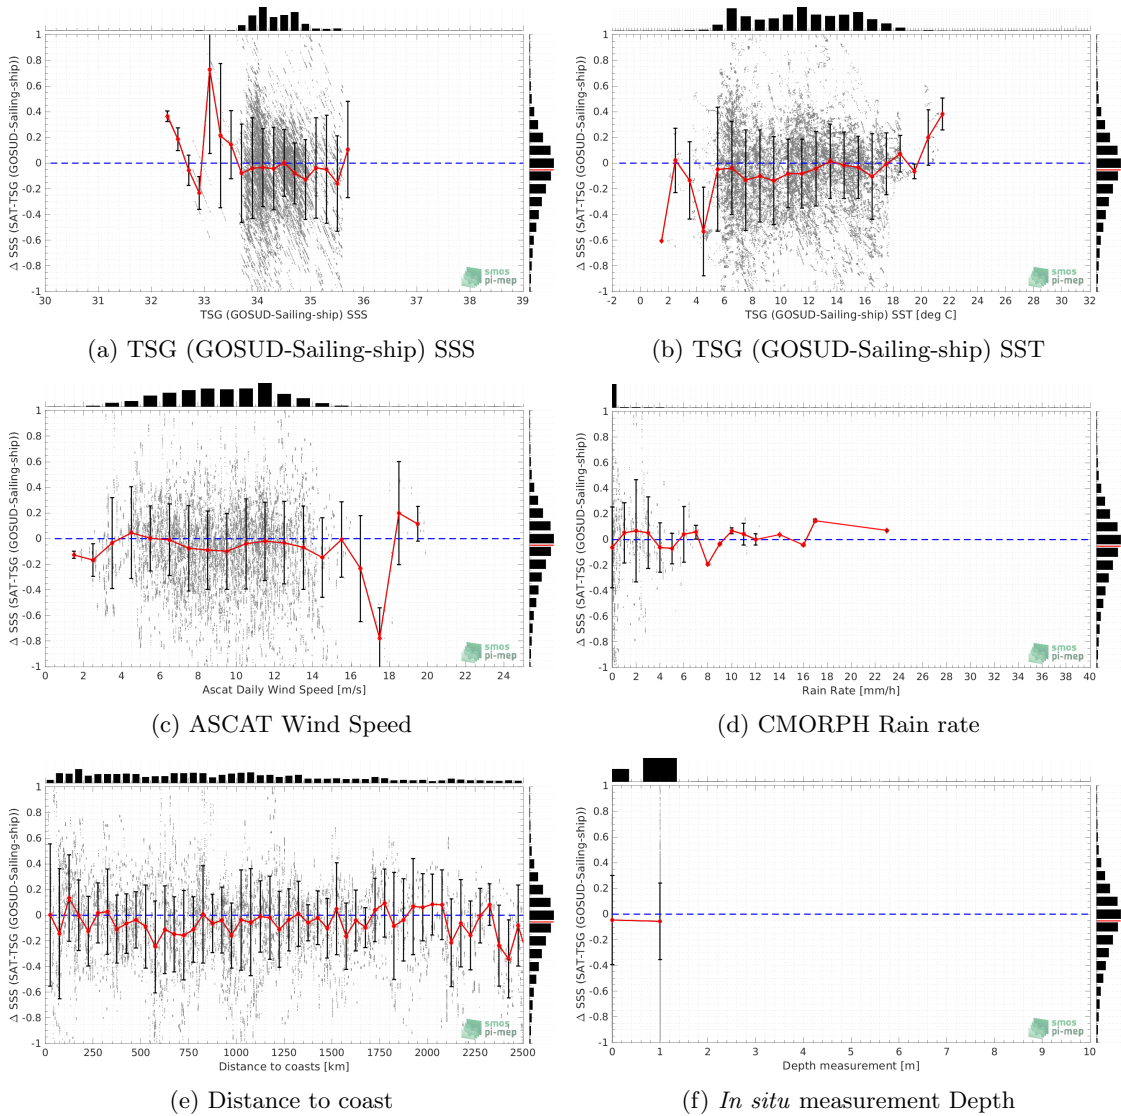 1
0.8
0.6
0.4
0.2
0
-0.2
-0.4
-0.6
-0.8
-1
Δ SSS (SAT-TSG (GOSUD-Sailing-ship))
30 31 32 33 34 35 36 37 38 39
TSG (GOSUD-Sailing-ship) SSS
smos
pi-mep
(a) TSG (GOSUD-Sailing-ship) SSS
1
0.8
0.6
0.4
0.2
0
-0.2
-0.4
-0.6
-0.8
-1
Δ SSS (SAT-TSG (GOSUD-Sailing-ship))
-2 0 2 4 6 8 10 12 14 16 18 20 22 24 26 28 30 32
TSG (GOSUD-Sailing-ship) SST [deg C]
smos
pi-mep
(b) TSG (GOSUD-Sailing-ship) SST
1
0.8
0.6
0.4
0.2
0
-0.2
-0.4
-0.6
-0.8
-1
Δ SSS (SAT-TSG (GOSUD-Sailing-ship))
0 2 4 6 8 10 12 14 16 18 20 22 24
Ascat Daily Wind Speed [m/s]
smos
pi-mep
(c) ASCAT Wind Speed
1
0.8
0.6
0.4
0.2
0
-0.2
-0.4
-0.6
-0.8
-1
Δ SSS (SAT-TSG (GOSUD-Sailing-ship))
0 2 4 6 8 10 12 14 16 18 20 22 24 26 28 30 32 34 36 38 40
Rain Rate [mm/h]
smos
pi-mep
(d) CMORPH Rain rate
1
0.8
0.6
0.4
0.2
0
-0.2
-0.4
-0.6
-0.8
-1
Δ SSS (SAT-TSG (GOSUD-Sailing-ship))
0 250 500 750 1000 1250 1500 1750 2000 2250 2500
Distance to coasts [km]
smos
pi-mep
(e) Distance to coast
1
0.8
0.6
0.4
0.2
0
-0.2
-0.4
-0.6
-0.8
-1
Δ SSS (SAT-TSG (GOSUD-Sailing-ship))
0 1 2 3 4 5 6 7 8 9 10
Depth measurement [m]
smos
pi-mep
(f) In situ measurement Depth